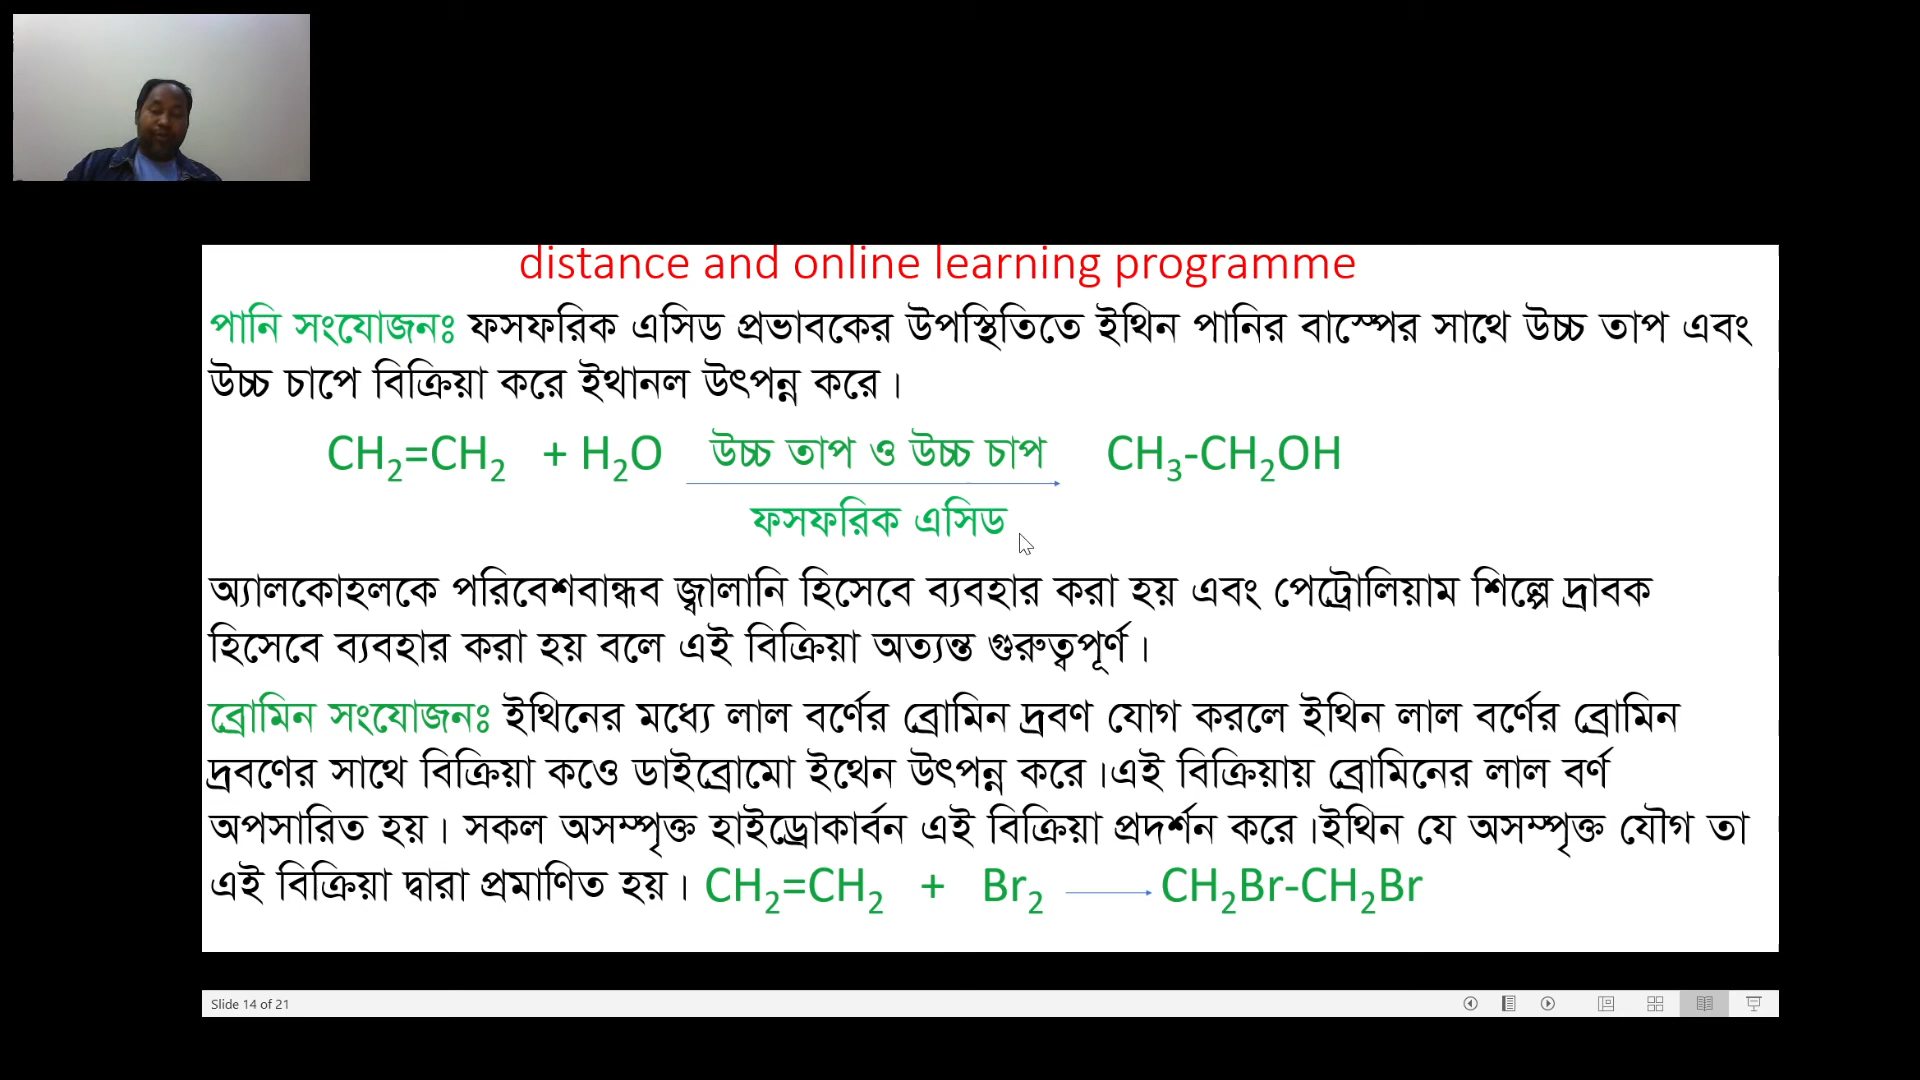 distance and online learning programme
পানি সংযোজনঃ ফসফরিক এসিড প্রভাবকের উপস্থিতিতে ইথিন পানির বাস্পের সাথে উচ্চ তাপ এবং
উচ্চ চাপে বিক্রিয়া করে ইথানল উৎপন্ন করে।
CH₂=CH₂ + H₂O উচ্চ তাপ ও উচ্চ চাপ CH₃-CH₂OH
ফসফরিক এসিড
অ্যালকোহলকে পরিবেশবান্ধব জ্বালানি হিসেবে ব্যবহার করা হয় এবং পেট্রোলিয়াম শিল্পে দ্রাবক
হিসেবে ব্যবহার করা হয় বলে এই বিক্রিয়া অত্যন্ত গুরুত্বপূর্ণ।
ব্রোমিন সংযোজনঃ ইথিনের মধ্যে লাল বর্ণের ব্রোমিন দ্রবণ যোগ করলে ইথিন লাল বর্ণের ব্রোমিন
দ্রবণের সাথে বিক্রিয়া কওে ডাইব্রোমো ইথেন উৎপন্ন করে।এই বিক্রিয়ায় ব্রোমিনের লাল বর্ণ
অপসারিত হয়। সকল অসম্পৃক্ত হাইড্রোকার্বন এই বিক্রিয়া প্রদর্শন করে।ইথিন যে অসম্পৃক্ত যৌগ তা
এই বিক্রিয়া দ্বারা প্রমাণিত হয়। CH₂=CH₂ + Br₂ → CH₂Br-CH₂Br
Slide 14 of 21